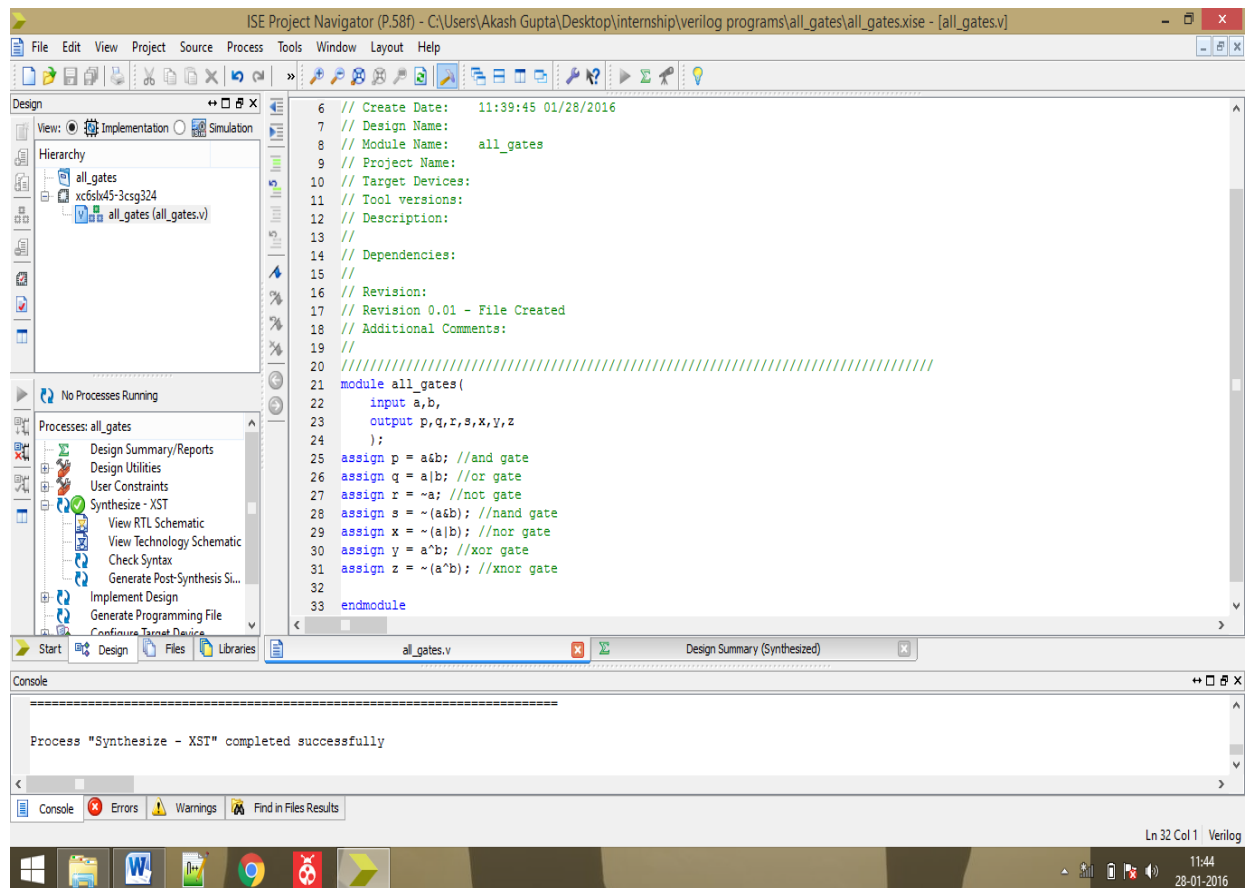 ISE Project Navigator (P.58f) - C:\Users\Akash Gupta\Desktop\internship\verilog programs\all_gates\all_gates.xise - [all_gates.v]
File Edit View Project Source Process Tools Window Layout Help
Design
View: Implementation Simulation
Hierarchy
all_gates
xc6slx45-3csg324
all_gates (all_gates.v)
No Processes Running
Processes: all_gates
Design Summary/Reports
Design Utilities
User Constraints
Synthesize - XST
View RTL Schematic
View Technology Schematic
Check Syntax
Generate Post-Synthesis Si...
Implement Design
Generate Programming File
Configure Target Device
Start Design Files Libraries
6 // Create Date: 11:39:45 01/28/2016
7 // Design Name:
8 // Module Name: all_gates
9 // Project Name:
10 // Target Devices:
11 // Tool versions:
12 // Description:
13 //
14 // Dependencies:
15 //
16 // Revision:
17 // Revision 0.01 - File Created
18 // Additional Comments:
19 //
20 //////////////////////////////////////////////////////////////////////////////////
21 module all_gates(
22 input a,b,
23 output p,q,r,s,x,y,z
24 );
25 assign p = a&b; //and gate
26 assign q = a|b; //or gate
27 assign r = ~a; //not gate
28 assign s = ~(a&b); //nand gate
29 assign x = ~(a|b); //nor gate
30 assign y = a^b; //xor gate
31 assign z = ~(a^b); //xnor gate
32
33 endmodule
all_gates.v Design Summary (Synthesized)
Console
=========================================================================
Process "Synthesize - XST" completed successfully
Console Errors Warnings Find in Files Results
Ln 32 Col 1 Verilog
11:44
28-01-2016